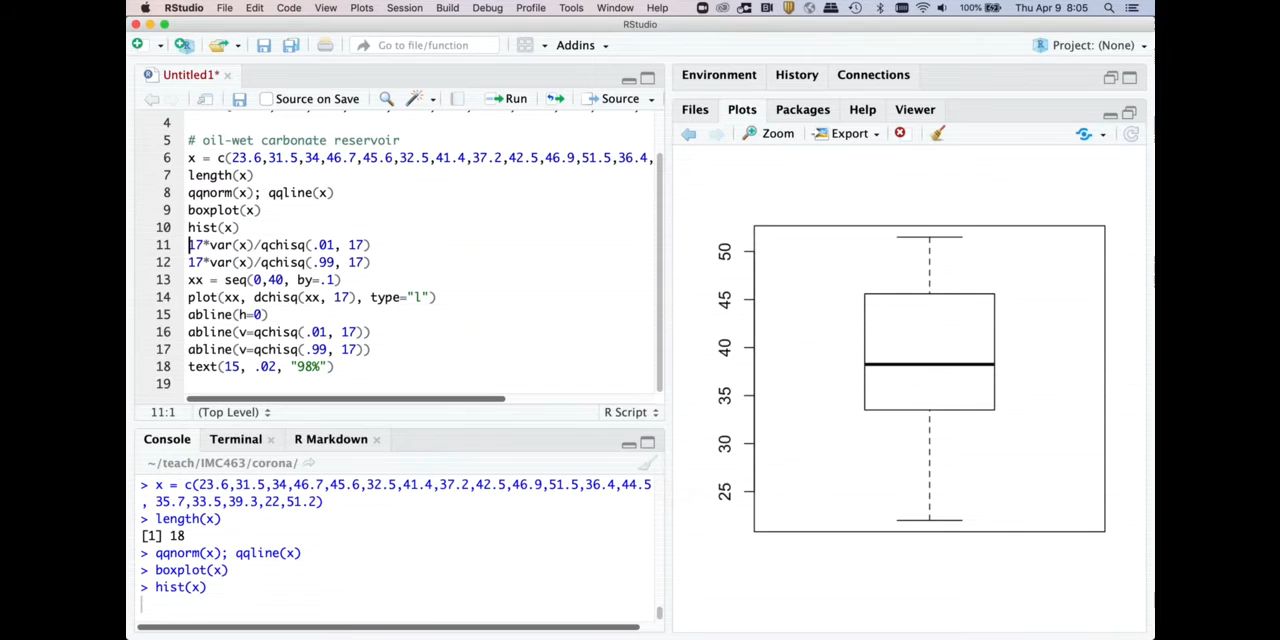 RStudio File Edit Code View Plots Session Build Debug Profile Tools Window Help 100% Thu Apr 9 8:05
RStudio
Go to file/function Addins Project: (None)
Untitled1*
Source on Save Run Source
4
5 # oil-wet carbonate reservoir
6 x = c(23.6,31.5,34,46.7,45.6,32.5,41.4,37.2,42.5,46.9,51.5,36.4,
7 length(x)
8 qqnorm(x); qqline(x)
9 boxplot(x)
10 hist(x)
11 17*var(x)/qchisq(.01, 17)
12 17*var(x)/qchisq(.99, 17)
13 xx = seq(0,40, by=.1)
14 plot(xx, dchisq(xx, 17), type="l")
15 abline(h=0)
16 abline(v=qchisq(.01, 17))
17 abline(v=qchisq(.99, 17))
18 text(15, .02, "98%")
19
11:1 (Top Level) R Script
Console Terminal R Markdown
~/teach/IMC463/corona/
> x = c(23.6,31.5,34,46.7,45.6,32.5,41.4,37.2,42.5,46.9,51.5,36.4,44.5
, 35.7,33.5,39.3,22,51.2)
> length(x)
[1] 18
> qqnorm(x); qqline(x)
> boxplot(x)
> hist(x)
Environment History Connections
Files Plots Packages Help Viewer
Zoom Export
50
45
40
35
30
25